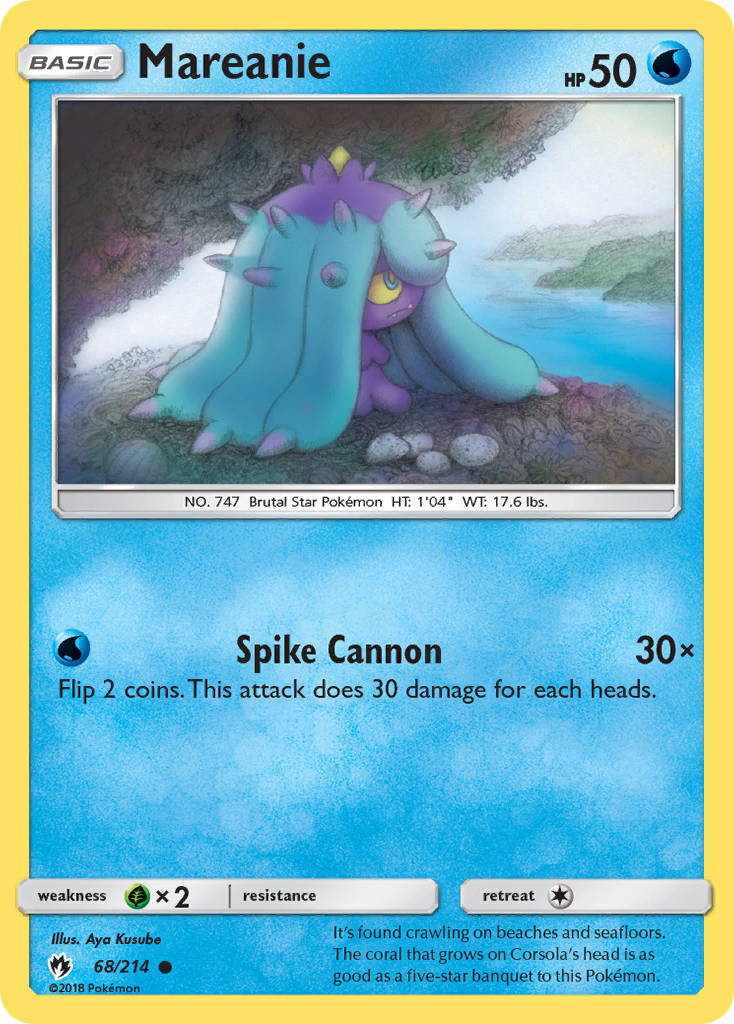 BASIC Mareanie HP 50
NO. 747 Brutal Star Pokémon HT: 1'04" WT: 17.6 lbs.
Spike Cannon 30×
Flip 2 coins. This attack does 30 damage for each heads.
weakness ×2 resistance retreat
Illus. Aya Kusube
68/214
©2018 Pokémon
It's found crawling on beaches and seafloors.
The coral that grows on Corsola's head is as
good as a five-star banquet to this Pokémon.